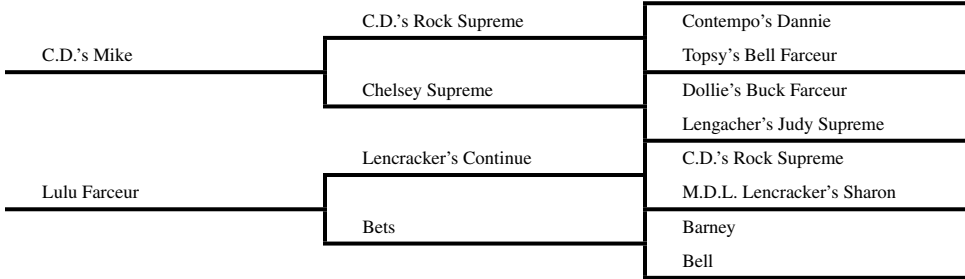 C.D.'s Rock Supreme
Contempo's Dannie
C.D.'s Mike
Topsy's Bell Farceur
Chelsey Supreme
Dollie's Buck Farceur
Lengacher's Judy Supreme
Lencracker's Continue
C.D.'s Rock Supreme
Lulu Farceur
M.D.L. Lencracker's Sharon
Bets
Barney
Bell